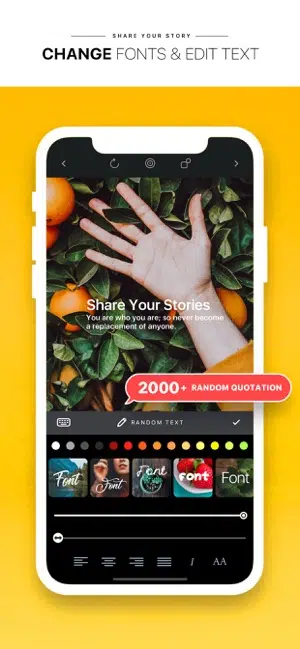 SHARE YOUR STORY
CHANGE FONTS & EDIT TEXT
Share Your Stories
You are who you are; so never become
a replacement of anyone.
2000+ RANDOM QUOTATION
RANDOM TEXT
Font
Font
Font
font
Font
I
AA